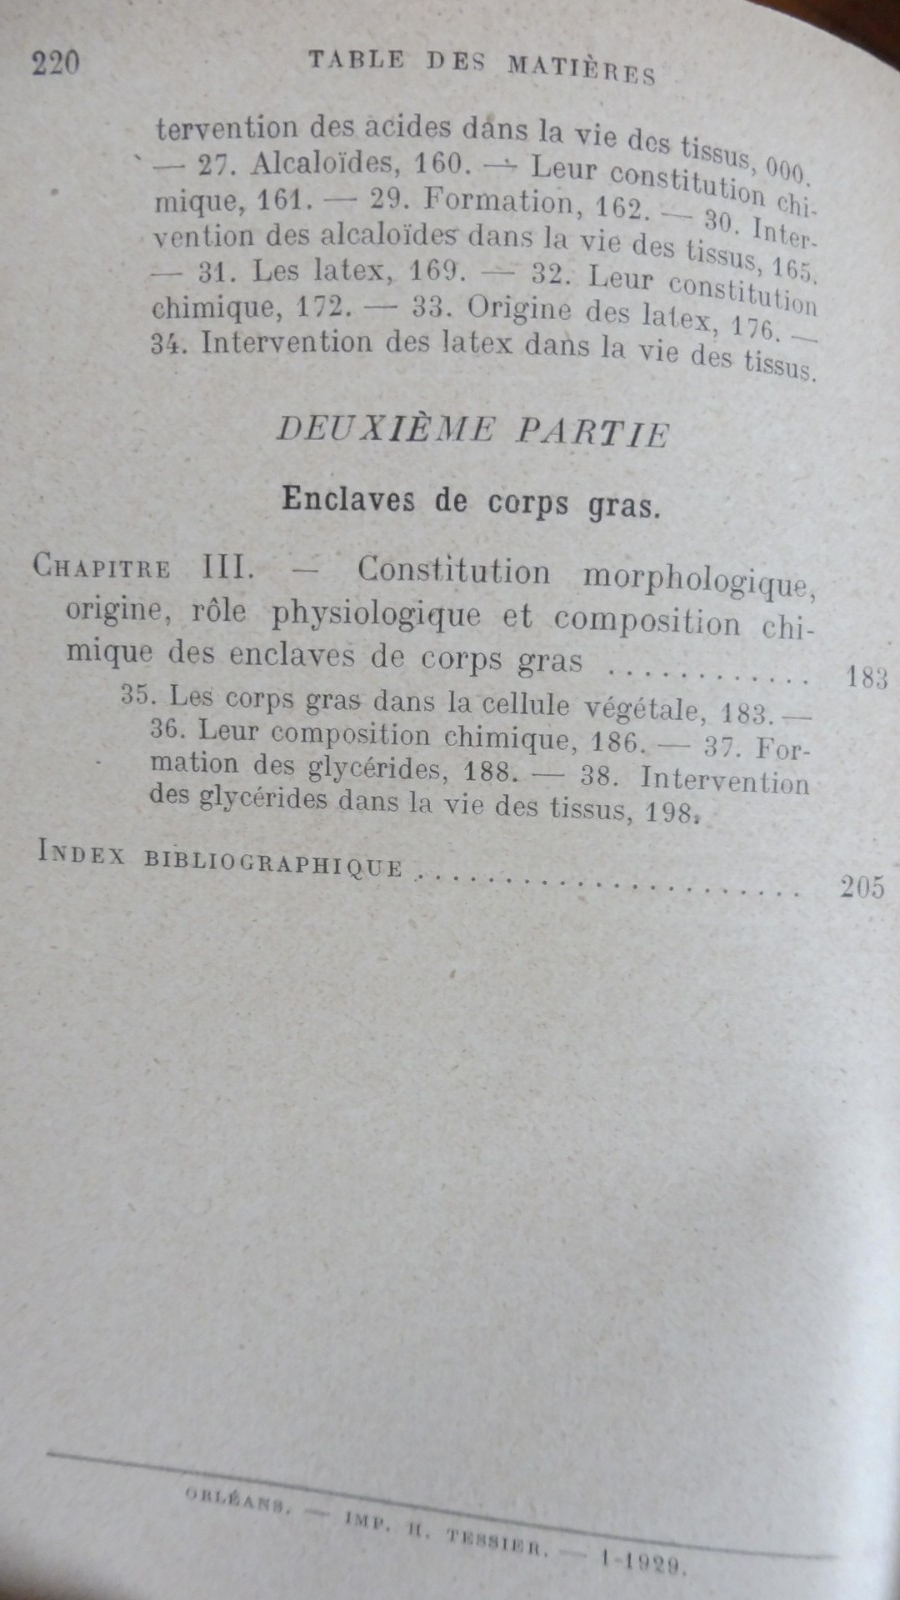 220 TABLE DES MATIÈRES
tervention des acides dans la vie des tissus, 000.
— 27. Alcaloïdes, 160. — Leur constitution chi-
mique, 161. — 29. Formation, 162. — 30. Inter-
vention des alcaloïdes dans la vie des tissus, 165.
— 31. Les latex, 169. — 32. Leur constitution
chimique, 172. — 33. Origine des latex, 176. —
34. Intervention des latex dans la vie des tissus.
DEUXIÈME PARTIE
Enclaves de corps gras.
CHAPITRE III. — Constitution morphologique,
origine, rôle physiologique et composition chi-
mique des enclaves de corps gras ............ 183
35. Les corps gras dans la cellule végétale, 183. —
36. Leur composition chimique, 186. — 37. For-
mation des glycérides, 188. — 38. Intervention
des glycérides dans la vie des tissus, 198.
INDEX BIBLIOGRAPHIQUE ....................... 205
ORLÉANS. — IMP. H. TESSIER. — 1-1929.